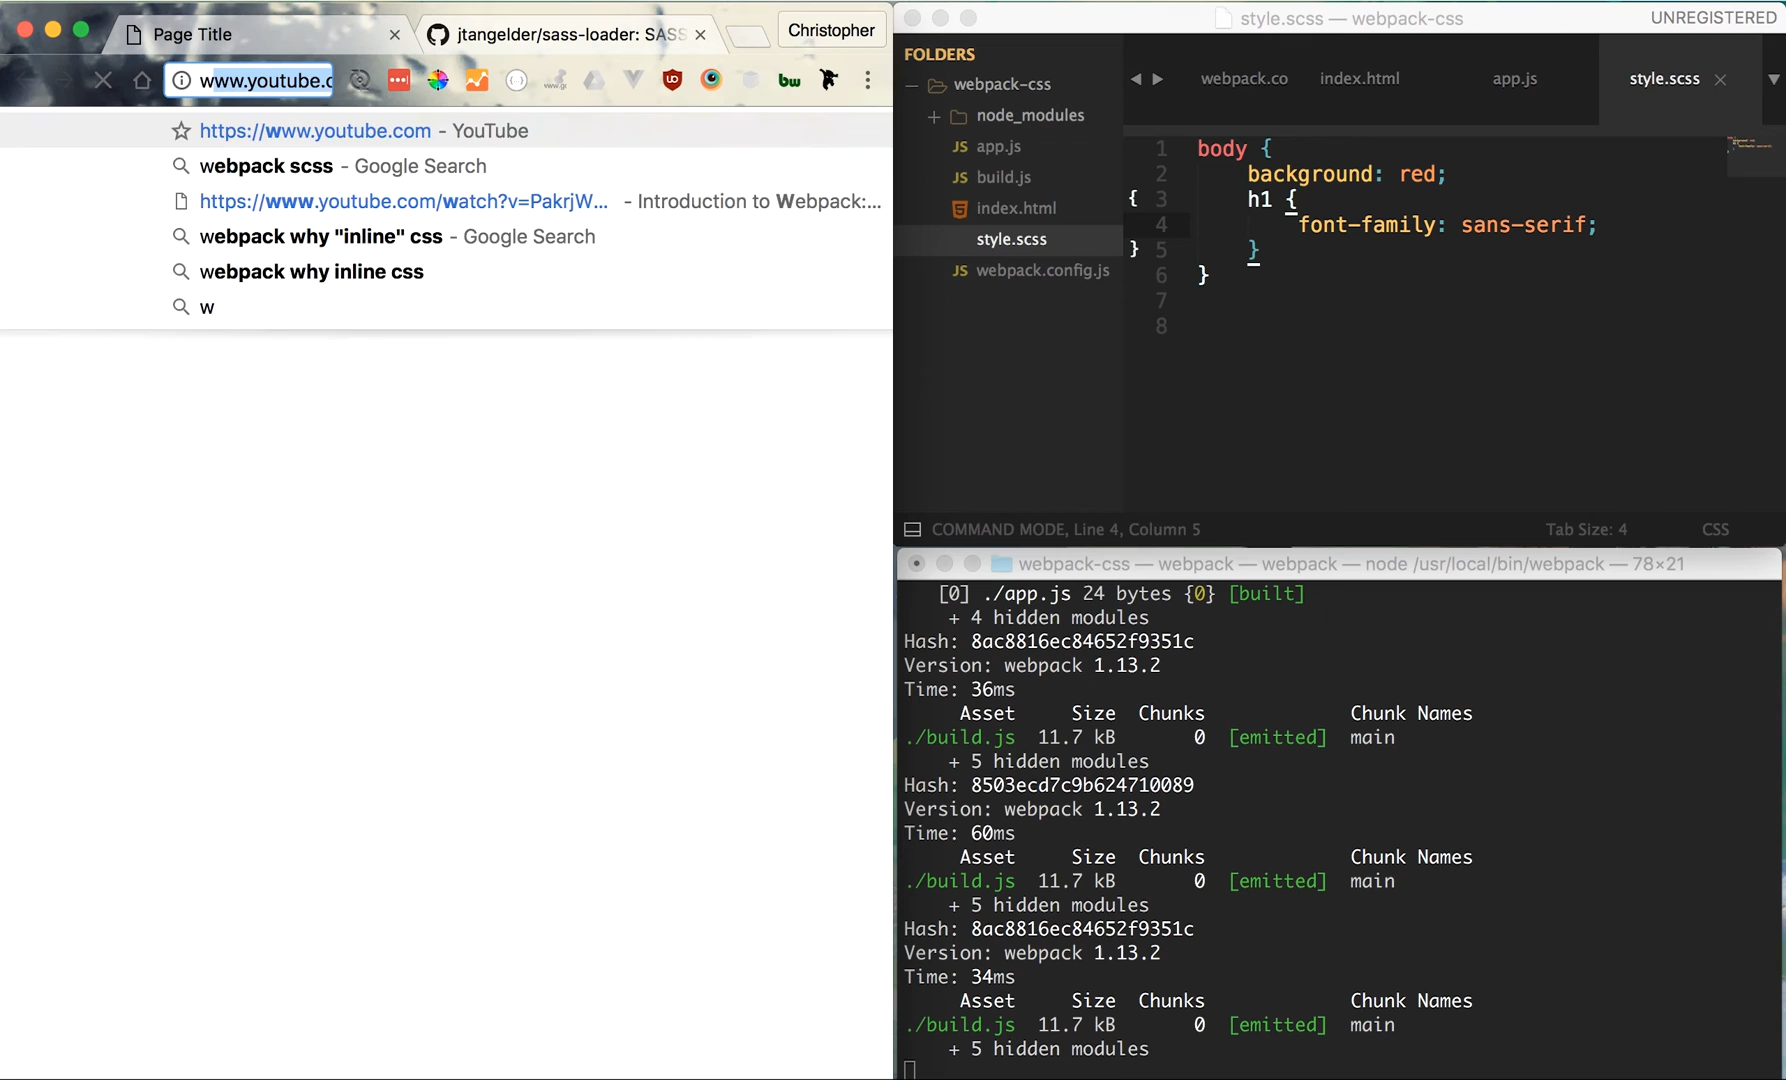 Page Title
jtangelder/sass-loader: SASS
Christopher
www.youtube.c
https://www.youtube.com - YouTube
webpack scss - Google Search
https://www.youtube.com/watch?v=PakrjW... - Introduction to Webpack:...
webpack why "inline" css - Google Search
webpack why inline css
w
style.scss — webpack-css
UNREGISTERED
FOLDERS
webpack-css
node_modules
JS app.js
JS build.js
index.html
style.scss
JS webpack.config.js
webpack.co
index.html
app.js
style.scss
1 body {
2 background: red;
{ 3 h1 {
4 font-family: sans-serif;
} 5 }
6 }
7
8
COMMAND MODE, Line 4, Column 5
Tab Size: 4
CSS
webpack-css — webpack — webpack — node /usr/local/bin/webpack — 78×21
[0] ./app.js 24 bytes {0} [built]
+ 4 hidden modules
Hash: 8ac8816ec84652f9351c
Version: webpack 1.13.2
Time: 36ms
Asset Size Chunks Chunk Names
./build.js 11.7 kB 0 [emitted] main
+ 5 hidden modules
Hash: 8503ecd7c9b624710089
Version: webpack 1.13.2
Time: 60ms
Asset Size Chunks Chunk Names
./build.js 11.7 kB 0 [emitted] main
+ 5 hidden modules
Hash: 8ac8816ec84652f9351c
Version: webpack 1.13.2
Time: 34ms
Asset Size Chunks Chunk Names
./build.js 11.7 kB 0 [emitted] main
+ 5 hidden modules